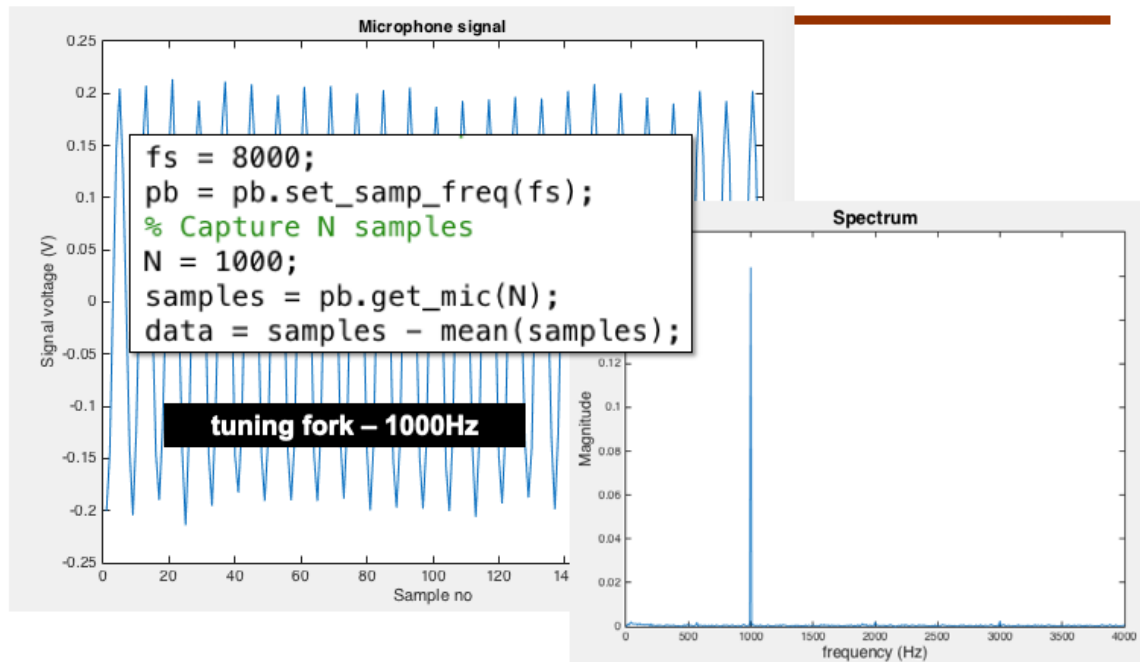 Microphone signal
0.25
0.2
0.15
0.1
0.05
0
-0.05
-0.1
-0.15
-0.2
-0.25
Signal voltage (V)
0
20
40
60
80
100
120
14
Sample no
fs = 8000;
pb = pb.set_samp_freq(fs);
% Capture N samples
N = 1000;
samples = pb.get_mic(N);
data = samples - mean(samples);
tuning fork – 1000Hz
Spectrum
0.12
0.1
0.08
0.06
0.04
0.02
0
Magnitude
0
500
1000
1500
2000
2500
3000
3500
4000
frequency (Hz)